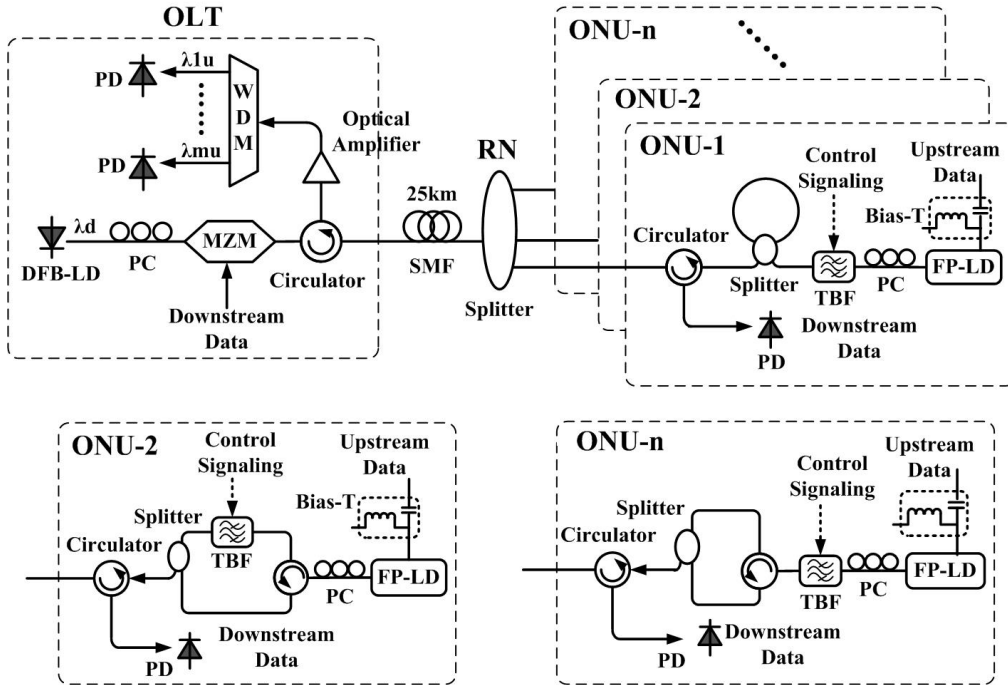 OLT
PD
λ1u
WDM
PD
λmu
Optical
Amplifier
λd
DFB-LD
PC
MZM
Circulator
Downstream
Data
25km
SMF
RN
Splitter
ONU-n
ONU-2
ONU-1
Control
Signaling
Upstream
Data
Bias-T
Circulator
Splitter
TBF
PC
FP-LD
Downstream
Data
PD
ONU-2
Control
Signaling
Upstream
Data
Bias-T
Splitter
Circulator
TBF
PC
FP-LD
Downstream
Data
PD
ONU-n
Upstream
Data
Control
Signaling
Splitter
Circulator
TBF
PC
FP-LD
Downstream
Data
PD